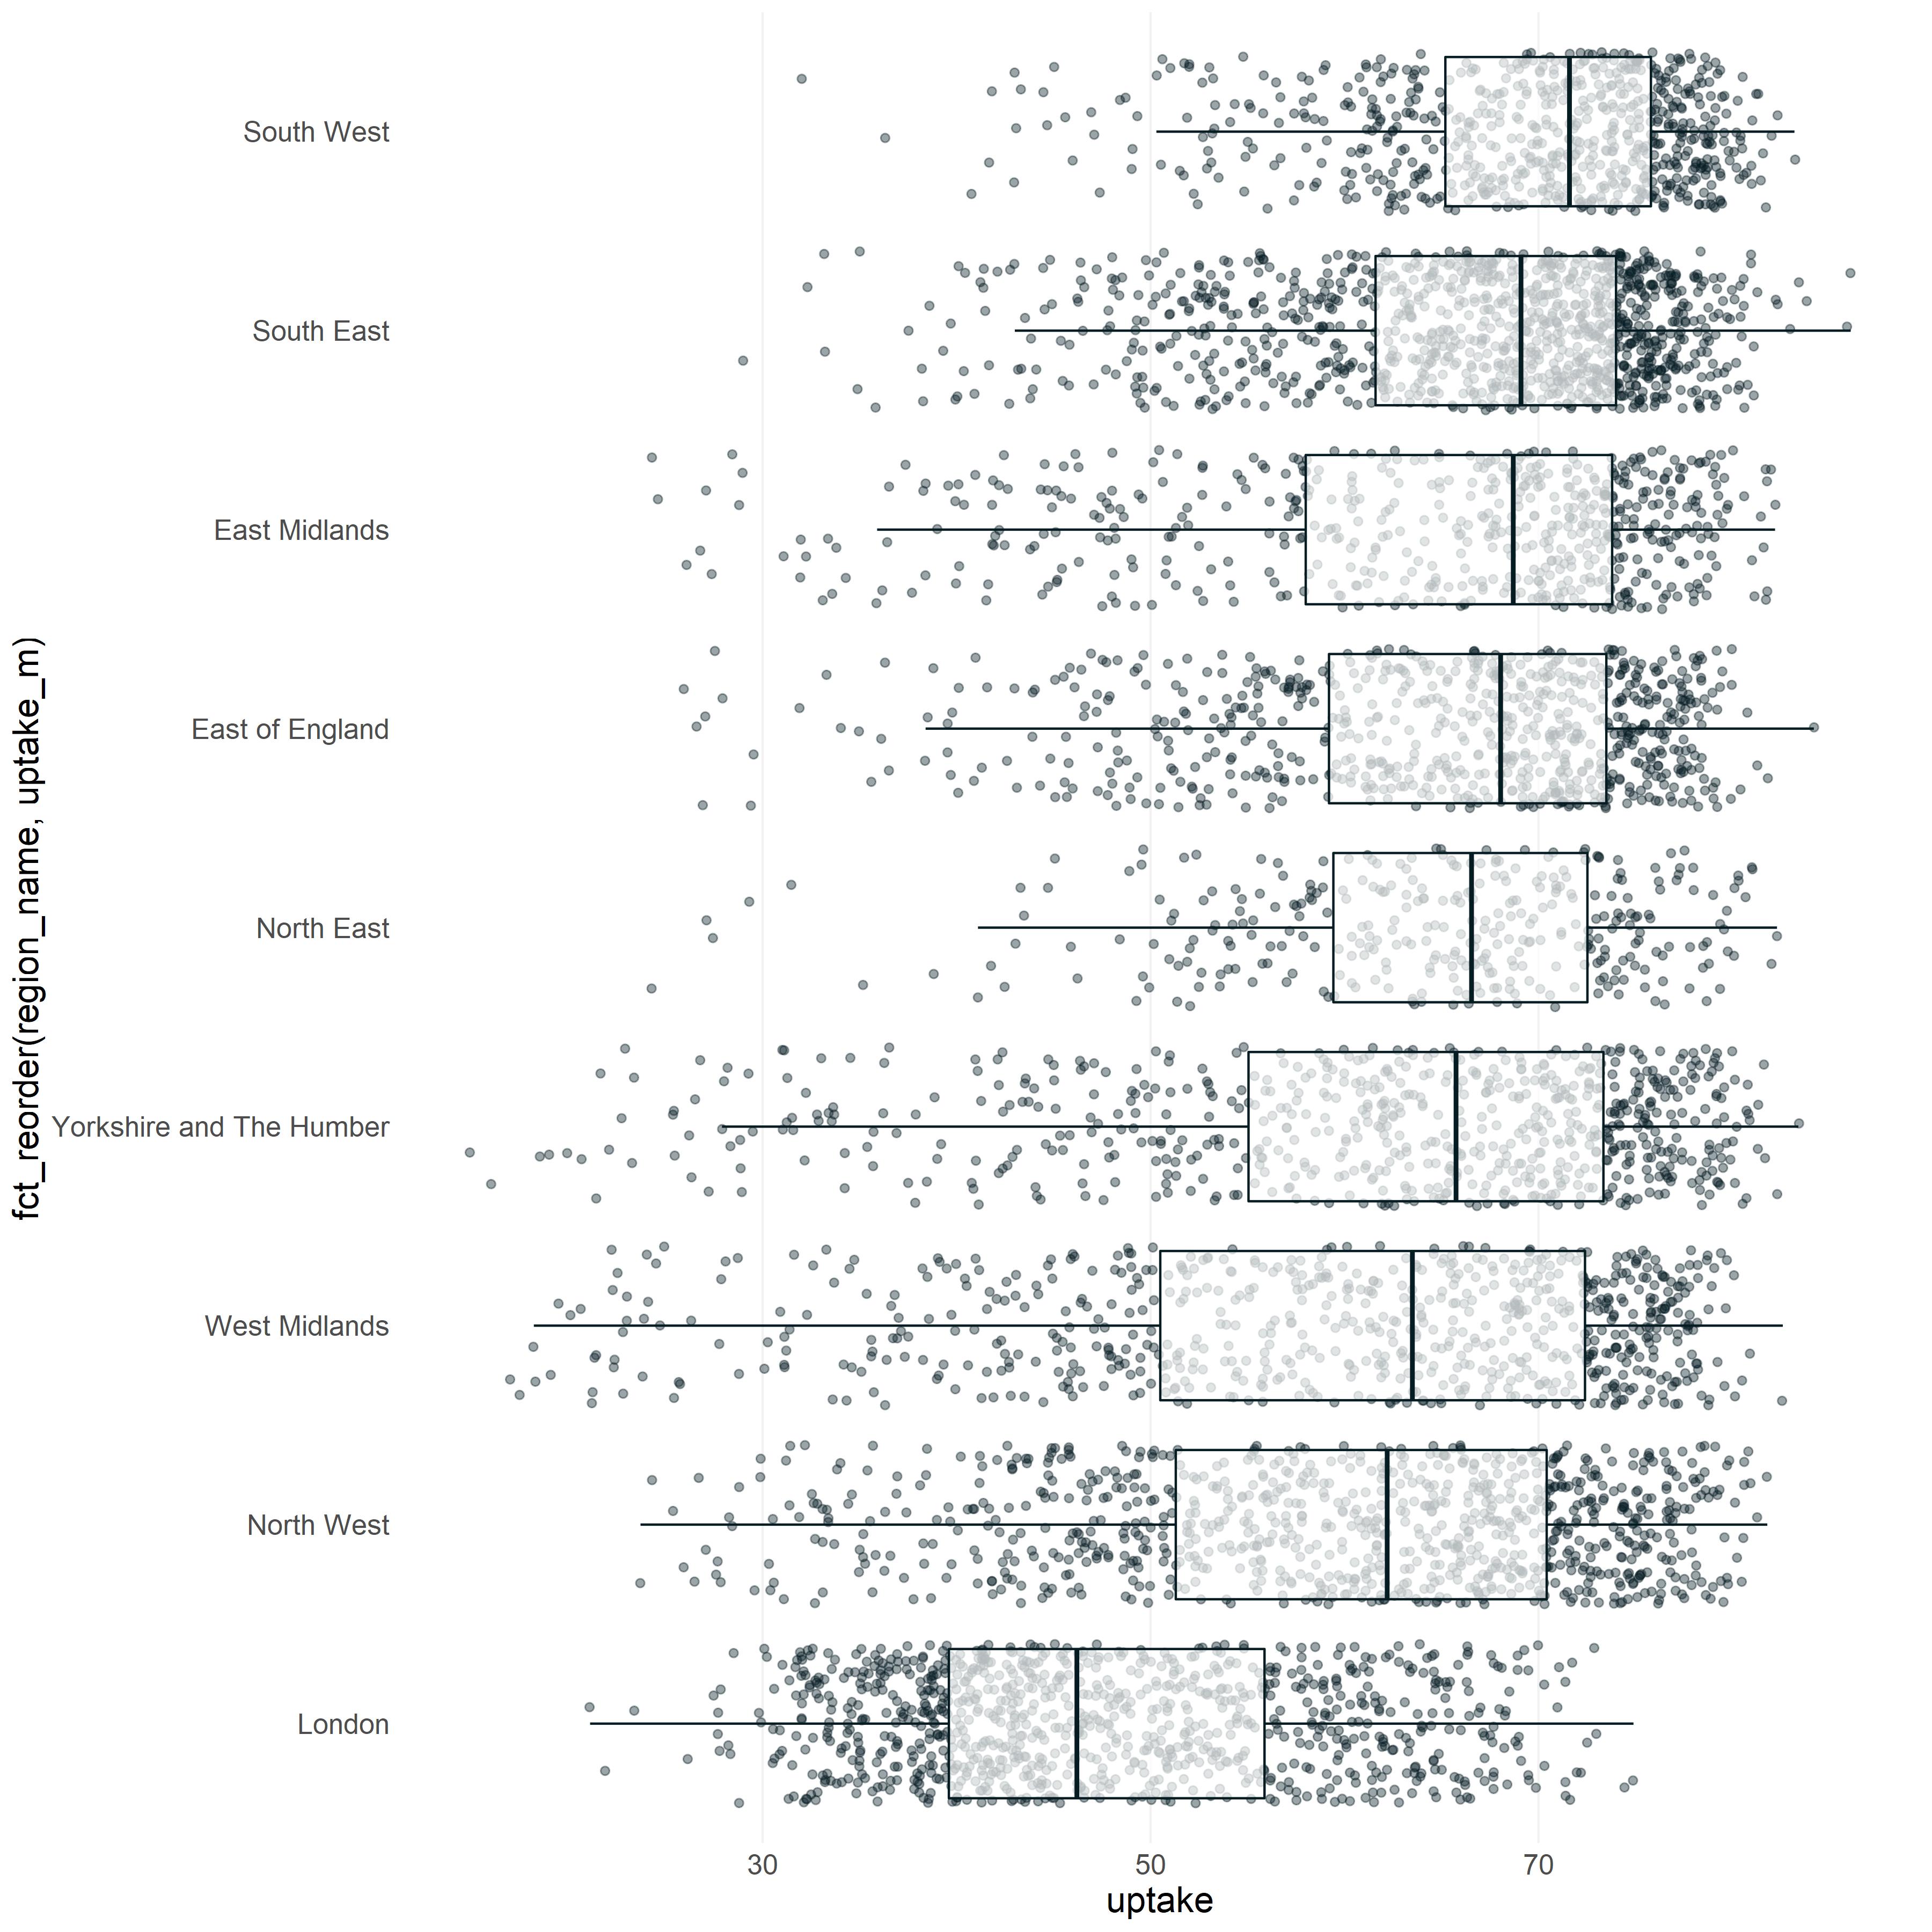 fct_reorder(region_name, uptake_m)
South West
South East
East Midlands
East of England
North East
Yorkshire and The Humber
West Midlands
North West
London
30 50 70
uptake